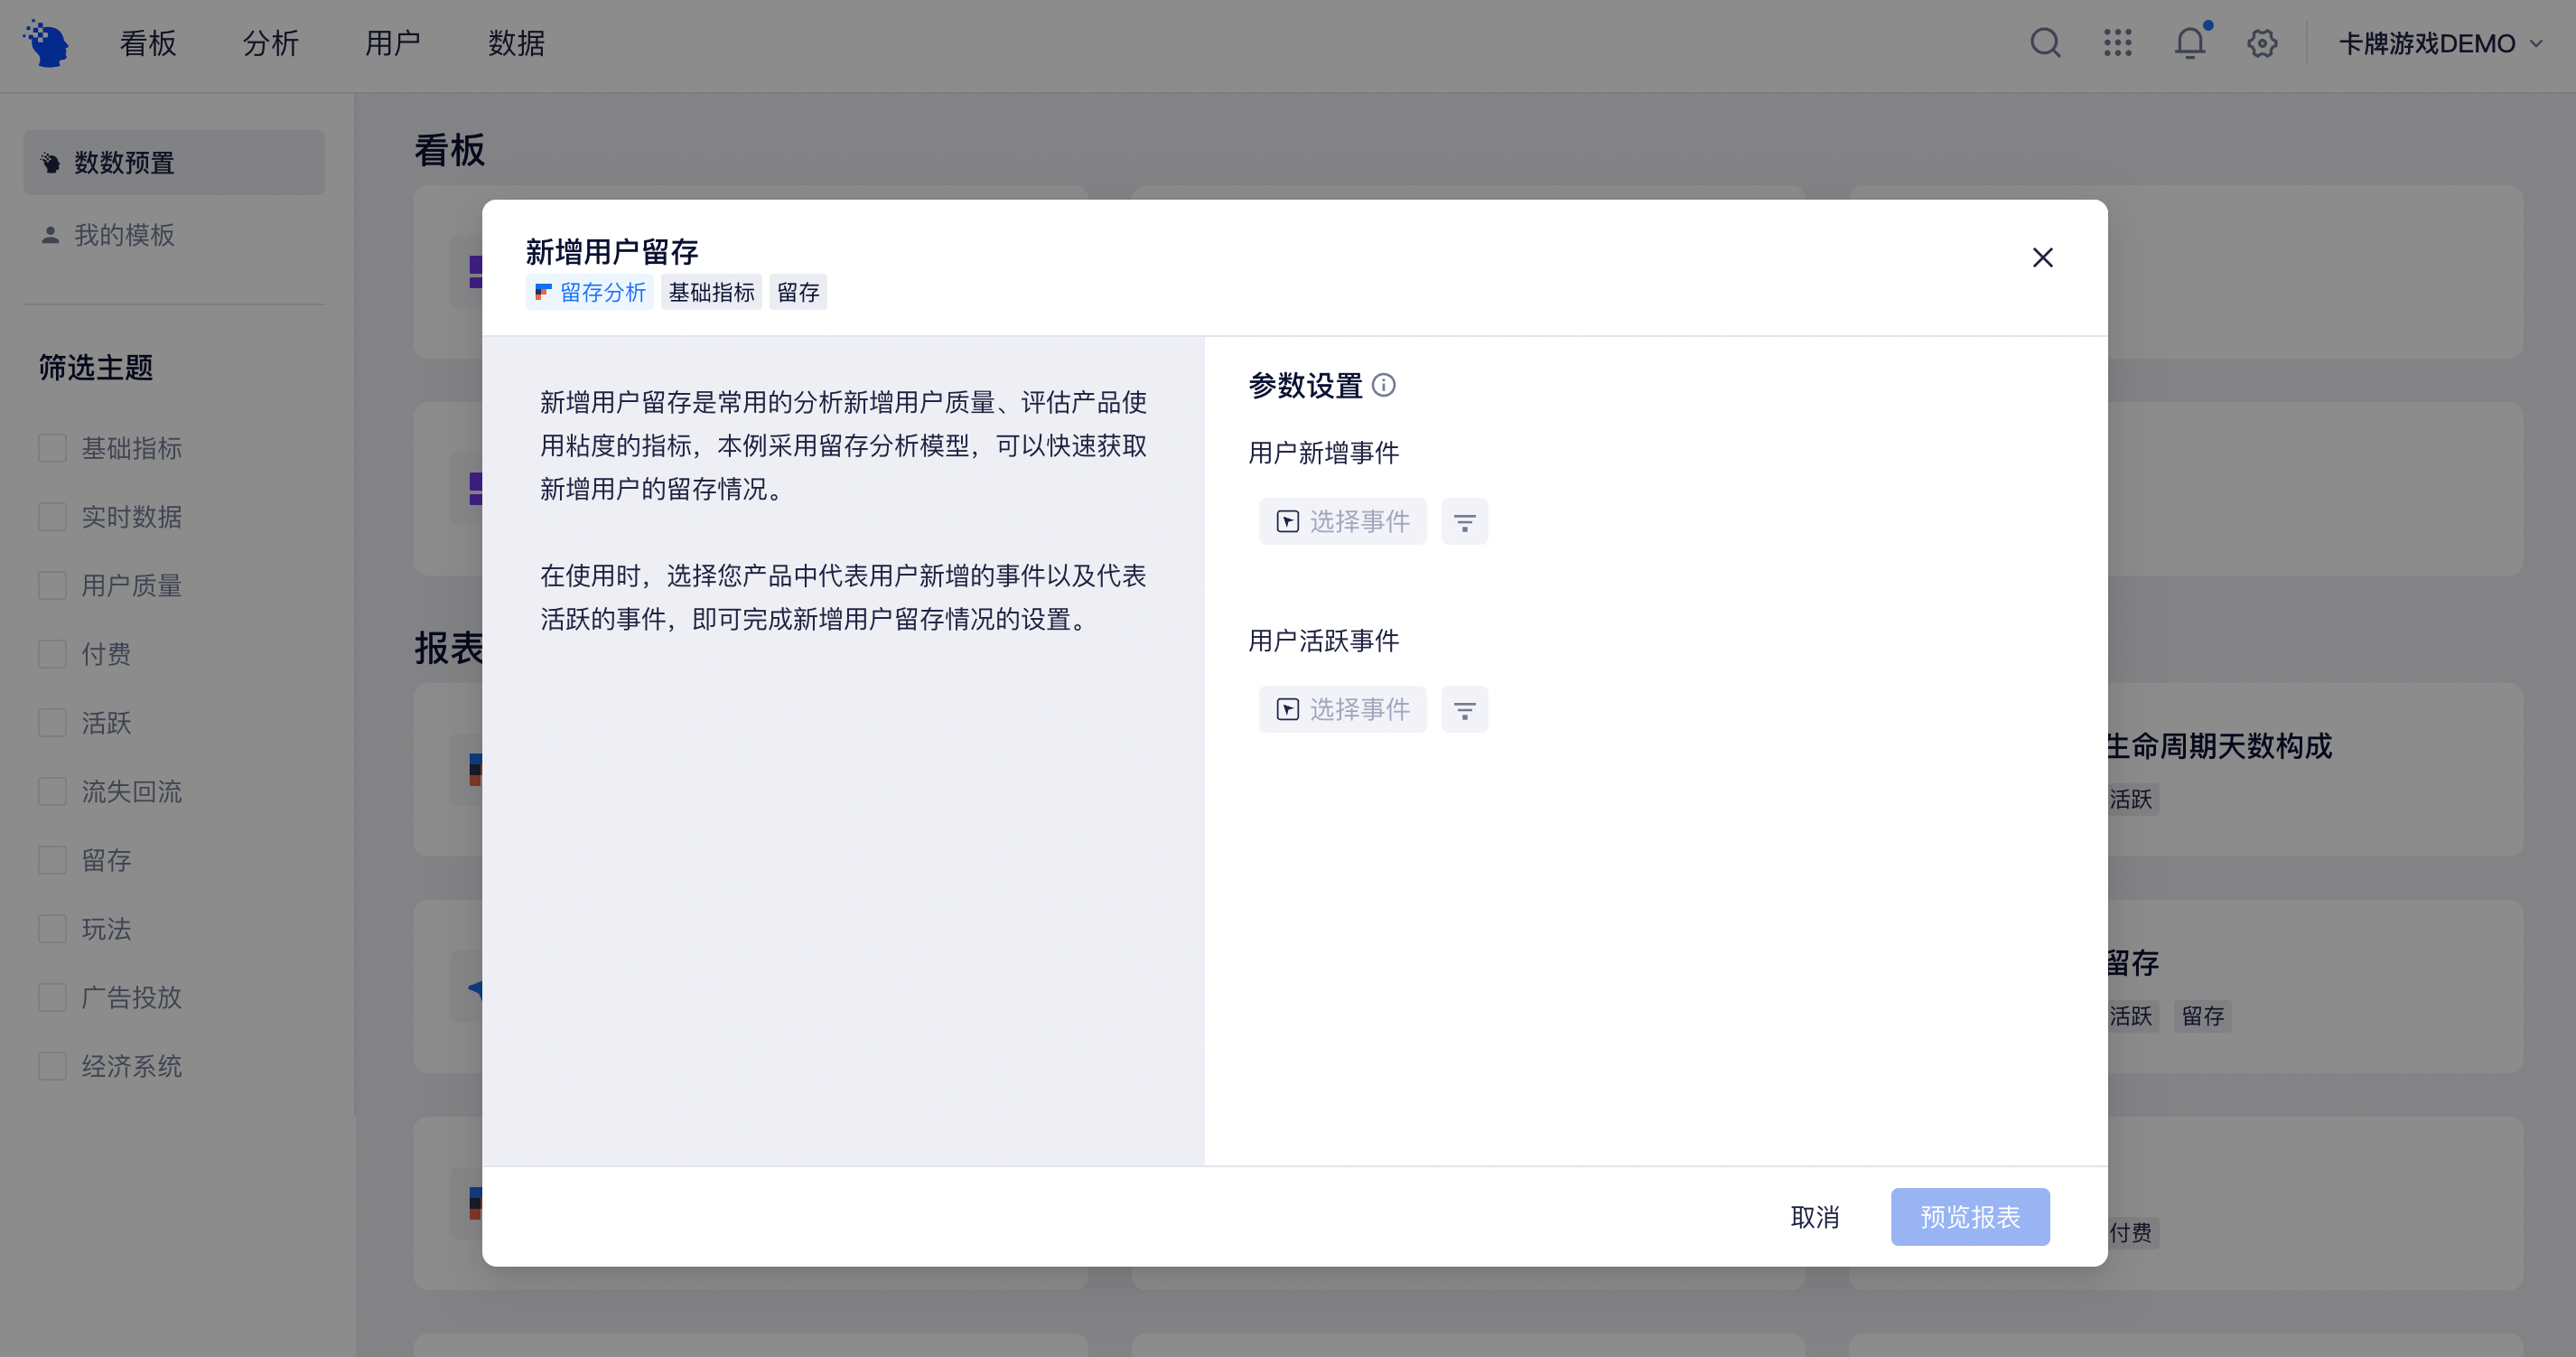 看板
分析
用户
数据
卡牌游戏DEMO
数数预置
我的模板
筛选主题
基础指标
实时数据
用户质量
付费
活跃
流失回流
留存
玩法
广告投放
经济系统
看板
报表
新增用户留存
留存分析
基础指标
留存
新增用户留存是常用的分析新增用户质量、评估产品使
用粘度的指标，本例采用留存分析模型，可以快速获取
新增用户的留存情况。
在使用时，选择您产品中代表用户新增的事件以及代表
活跃的事件，即可完成新增用户留存情况的设置。
参数设置
用户新增事件
选择事件
用户活跃事件
选择事件
取消
预览报表
生命周期天数构成
活跃
留存
活跃
留存
付费